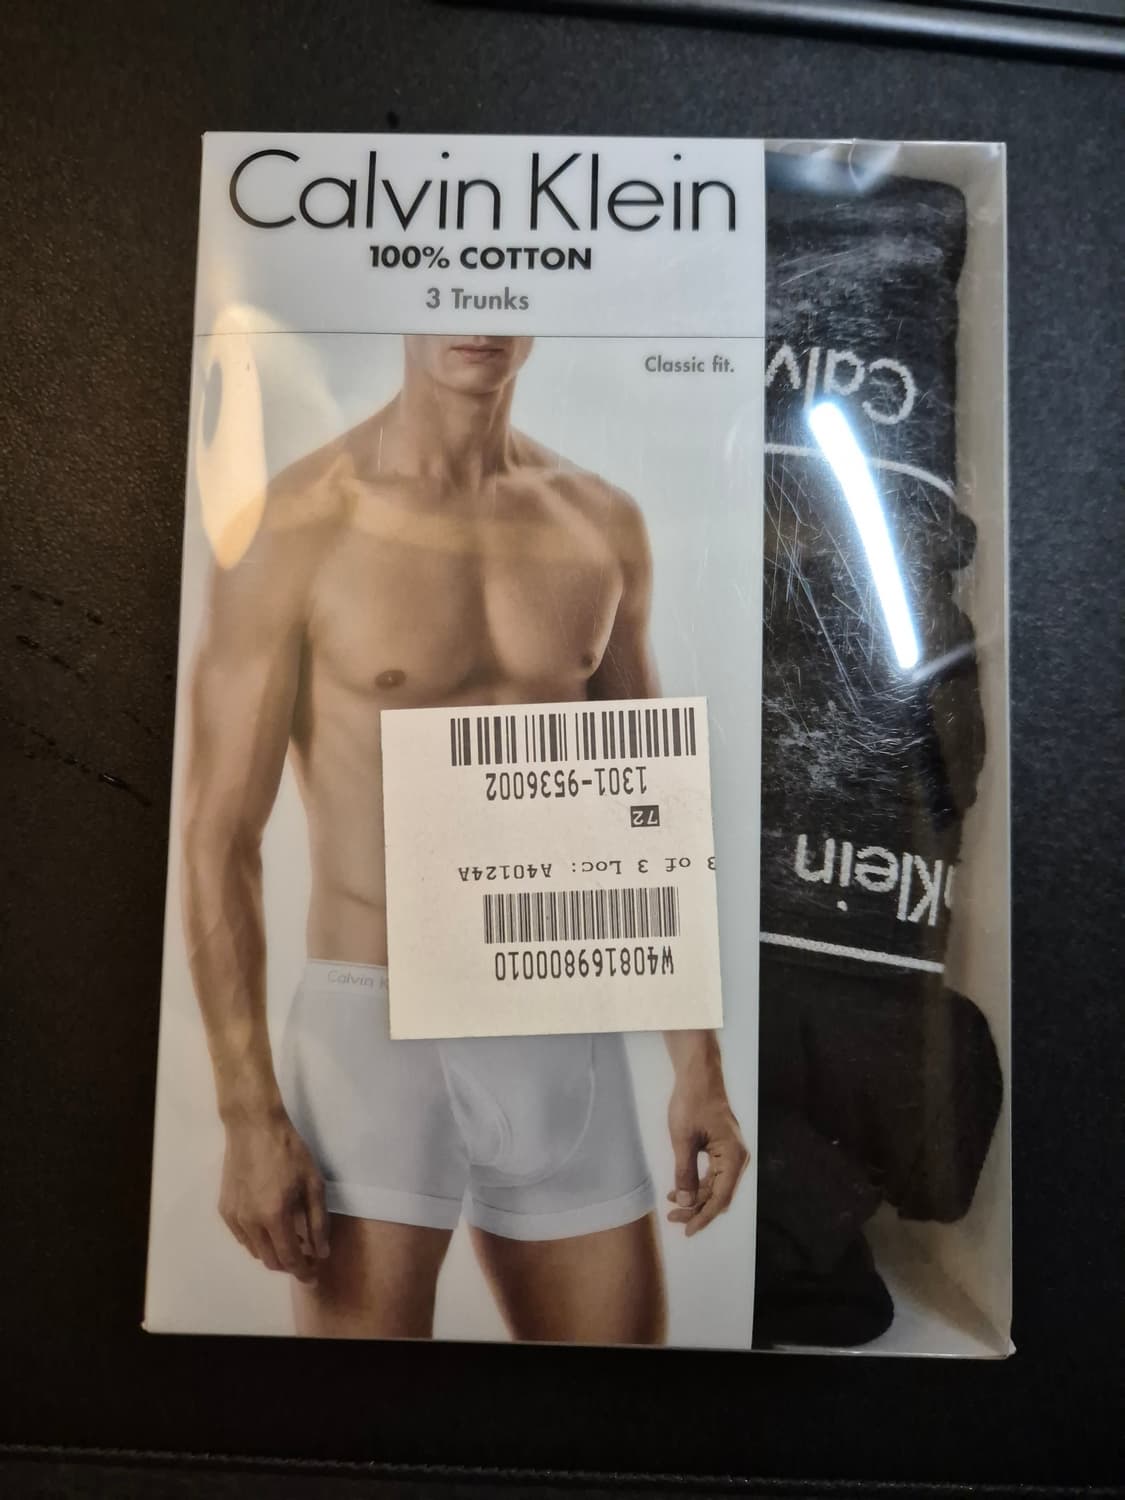 Calvin Klein
100% COTTON
3 Trunks
Classic fit.
Calvin K
W408169800010
3 of 3 Loc: A40124A
72
1301-9536002
Calv
Klein